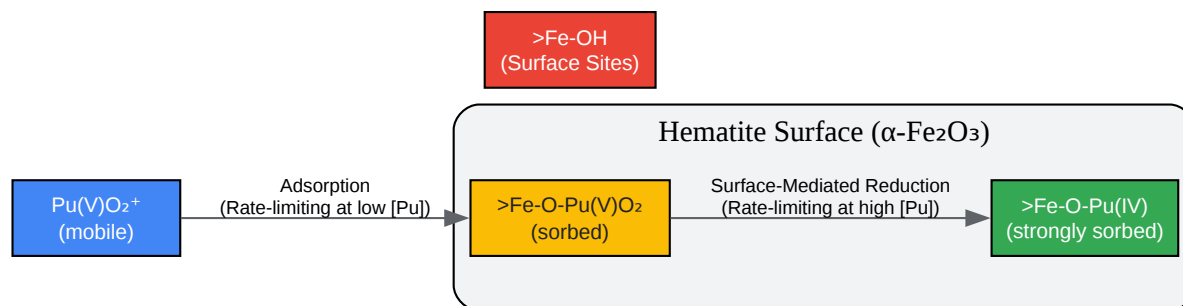 >Fe-OH
(Surface Sites)
Hematite Surface (α-Fe₂O₃)
Pu(V)O₂⁺
(mobile)
Adsorption
(Rate-limiting at low [Pu])
>Fe-O-Pu(V)O₂
(sorbed)
Surface-Mediated Reduction
(Rate-limiting at high [Pu])
>Fe-O-Pu(IV)
(strongly sorbed)